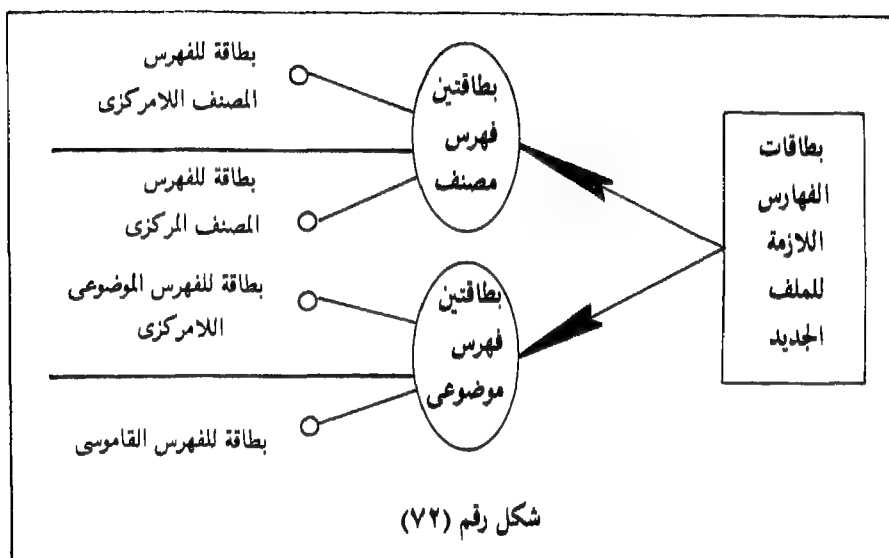 بطاقات
الفهارس
اللازمة
للملف
الجديد
بطاقتين
فهرس
مصنف
بطاقة للفهرس
المصنف اللامركزى
بطاقة للفهرس
المصنف المركزى
بطاقتين
فهرس
موضوعى
بطاقة للفهرس الموضوعى
اللامركزى
بطاقة للفهرس القاموسى
شكل رقم (٧٢)